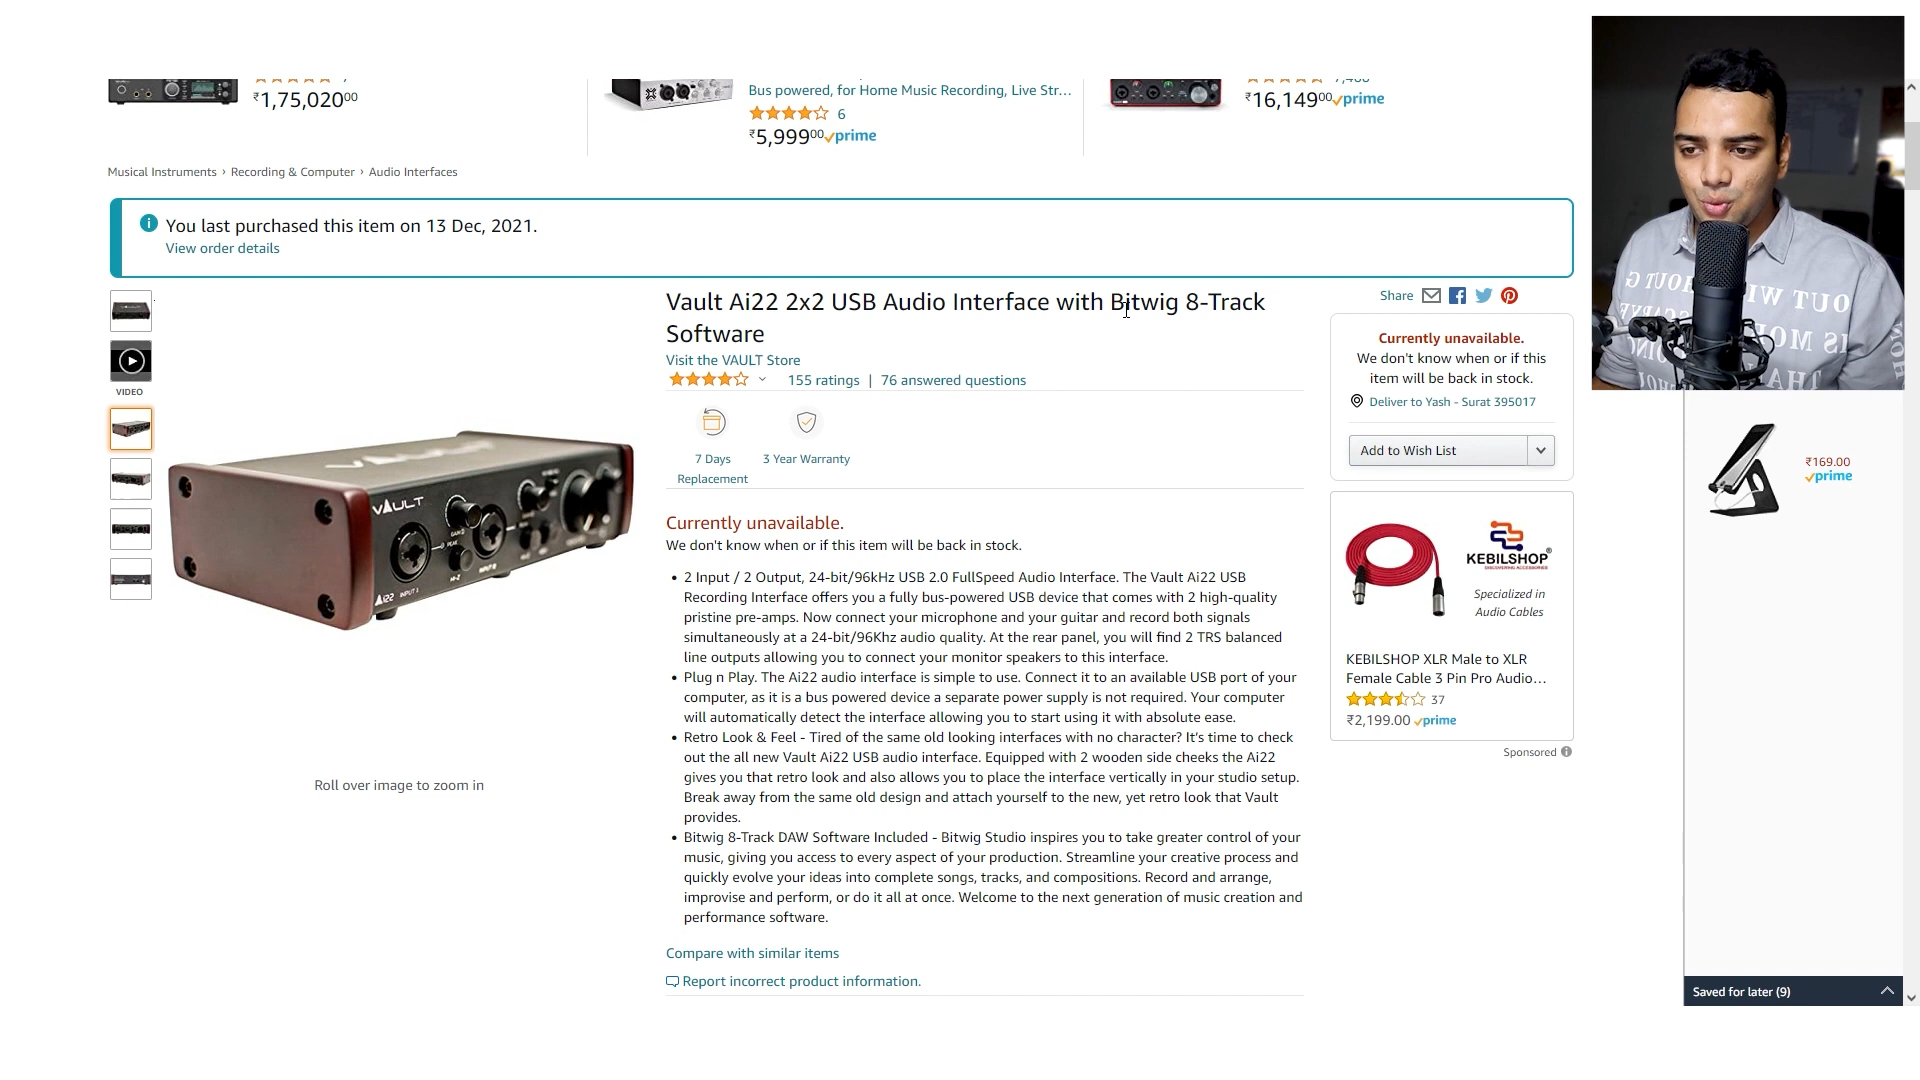 ₹1,75,020⁰⁰
Bus powered, for Home Music Recording, Live Str...
6
₹5,999⁰⁰ prime
₹16,149⁰⁰ prime
Musical Instruments › Recording & Computer › Audio Interfaces
You last purchased this item on 13 Dec, 2021.
View order details
VIDEO
VAULT
GAIN
PEAK
HI-Z
INPUT II
Ai22 INPUT I
Roll over image to zoom in
Vault Ai22 2x2 USB Audio Interface with Bitwig 8-Track
Software
Visit the VAULT Store
155 ratings | 76 answered questions
7 Days
Replacement
3 Year Warranty
Currently unavailable.
We don't know when or if this item will be back in stock.
• 2 Input / 2 Output, 24-bit/96kHz USB 2.0 FullSpeed Audio Interface. The Vault Ai22 USB
Recording Interface offers you a fully bus-powered USB device that comes with 2 high-quality
pristine pre-amps. Now connect your microphone and your guitar and record both signals
simultaneously at a 24-bit/96Khz audio quality. At the rear panel, you will find 2 TRS balanced
line outputs allowing you to connect your monitor speakers to this interface.
• Plug n Play. The Ai22 audio interface is simple to use. Connect it to an available USB port of your
computer, as it is a bus powered device a separate power supply is not required. Your computer
will automatically detect the interface allowing you to start using it with absolute ease.
• Retro Look & Feel - Tired of the same old looking interfaces with no character? It's time to check
out the all new Vault Ai22 USB audio interface. Equipped with 2 wooden side cheeks the Ai22
gives you that retro look and also allows you to place the interface vertically in your studio setup.
Break away from the same old design and attach yourself to the new, yet retro look that Vault
provides.
• Bitwig 8-Track DAW Software Included - Bitwig Studio inspires you to take greater control of your
music, giving you access to every aspect of your production. Streamline your creative process and
quickly evolve your ideas into complete songs, tracks, and compositions. Record and arrange,
improvise and perform, or do it all at once. Welcome to the next generation of music creation and
performance software.
Compare with similar items
Report incorrect product information.
Share
Currently unavailable.
We don't know when or if this
item will be back in stock.
Deliver to Yash - Surat 395017
Add to Wish List
KEBILSHOP
Specialized in
Audio Cables
KEBILSHOP XLR Male to XLR
Female Cable 3 Pin Pro Audio...
37
₹2,199.00 prime
Sponsored
₹169.00
prime
Saved for later (9)